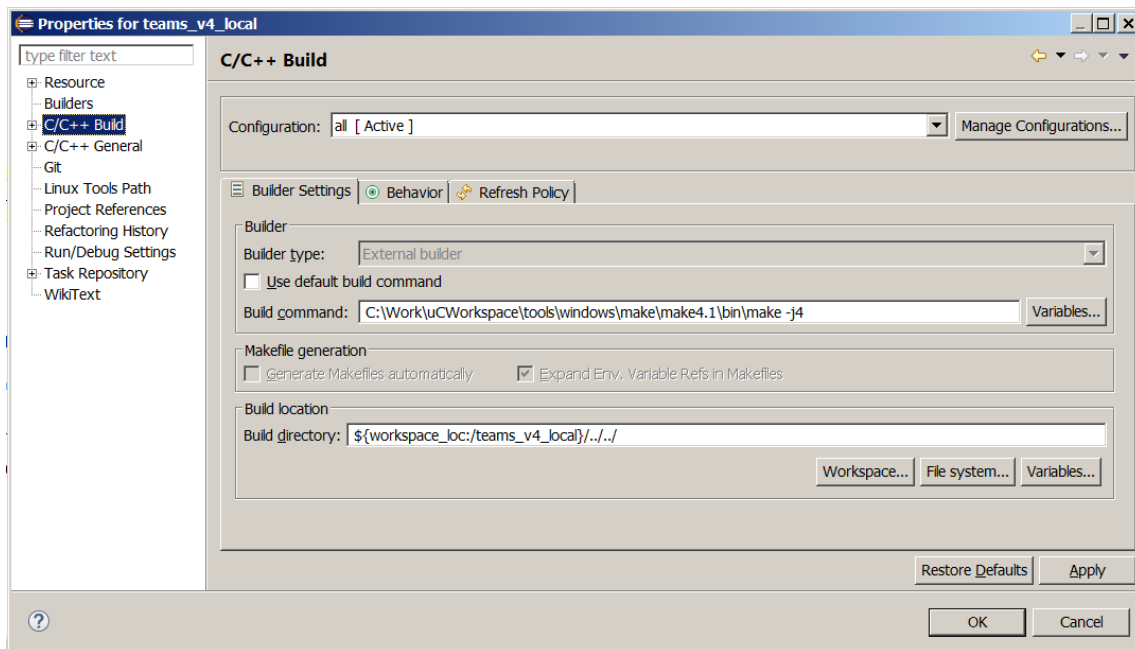 Properties for teams_v4_local
type filter text
Resource
Builders
C/C++ Build
C/C++ General
Git
Linux Tools Path
Project References
Refactoring History
Run/Debug Settings
Task Repository
WikiText
C/C++ Build
Configuration: all [ Active ] Manage Configurations...
Builder Settings Behavior Refresh Policy
Builder
Builder type: External builder
Use default build command
Build command: C:\Work\uCWorkspace\tools\windows\make\make4.1\bin\make -j4 Variables...
Makefile generation
Generate Makefiles automatically Expand Env. Variable Refs in Makefiles
Build location
Build directory: ${workspace_loc:/teams_v4_local}/../../
Workspace... File system... Variables...
Restore Defaults Apply
? OK Cancel